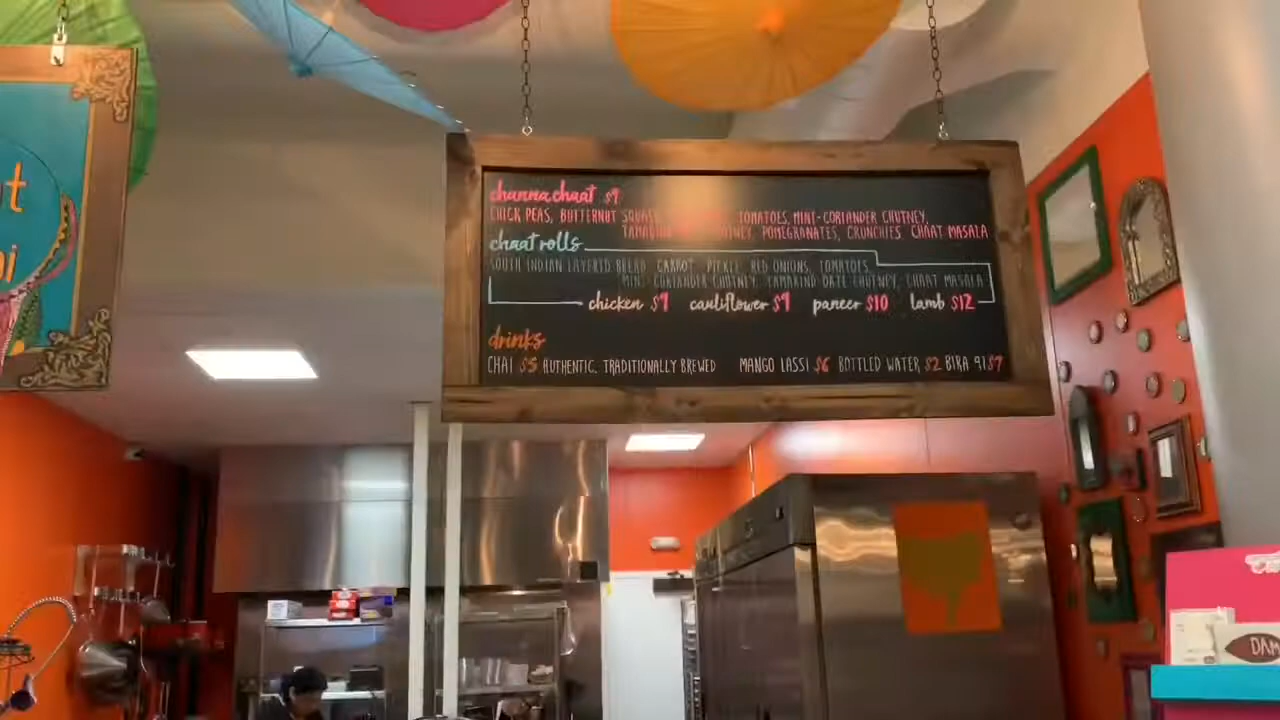 t
channa chaat $9
CHICK PEAS, BUTTERNUT TOMATOES, MINT-CORIANDER CHUTNEY,
CHUTNEY, POMEGRANATES, CRUNCHIES, CHAAT MASALA
chaat rolls
SOUTH INDIAN LAYERED BREAD, CARROT, PICKLE, RED ONIONS, TOMATOES,
MINT-CORIANDER CHUTNEY, TAMARIND-DATE CHUTNEY, CHAAT MASALA
chicken $9 cauliflower $9 paneer $10 lamb $12
drinks
CHAI $5 AUTHENTIC, TRADITIONALLY BREWED MANGO LASSI $6 BOTTLED WATER $2 BIRA 91 $7
DAM